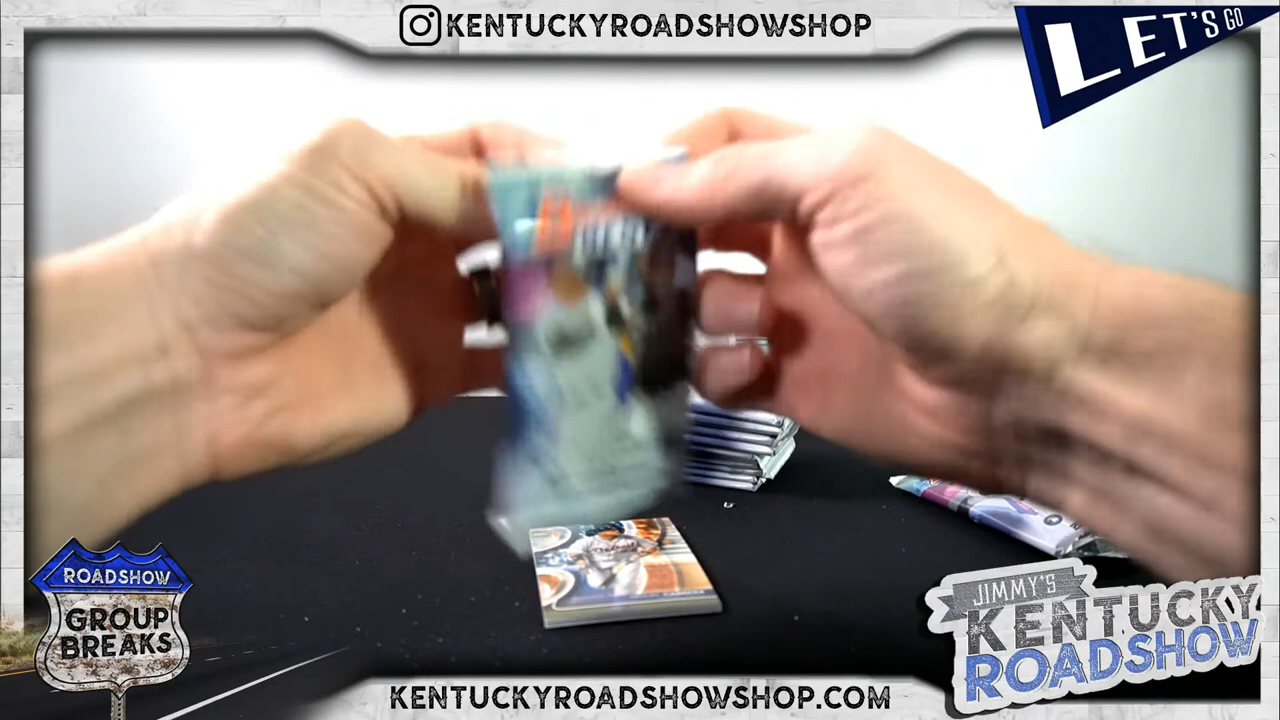 KENTUCKYROADSHOWSHOP
LET'S GO
ROADSHOW
GROUP
BREAKS
JIMMY'S
KENTUCKY
ROADSHOW
KENTUCKYROADSHOWSHOP.COM